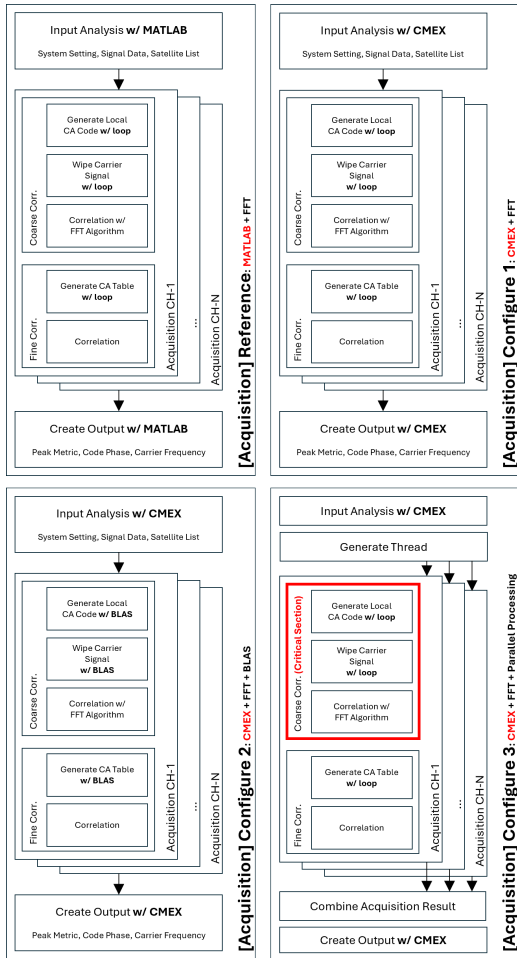 Input Analysis w/ MATLAB
System Setting, Signal Data, Satellite List
Coarse Corr.
Generate Local
CA Code w/ loop
Wipe Carrier
Signal
w/ loop
Correlation w/
FFT Algorithm
Fine Corr.
Generate CA Table
w/ loop
Correlation
Acquisition CH-1
...
Acquisition CH-N
Create Output w/ MATLAB
Peak Metric, Code Phase, Carrier Frequency
[Acquisition] Reference: MATLAB + FFT
Input Analysis w/ CMEX
System Setting, Signal Data, Satellite List
Coarse Corr.
Generate Local
CA Code w/ loop
Wipe Carrier
Signal
w/ loop
Correlation w/
FFT Algorithm
Fine Corr.
Generate CA Table
w/ loop
Correlation
Acquisition CH-1
...
Acquisition CH-N
Create Output w/ CMEX
Peak Metric, Code Phase, Carrier Frequency
[Acquisition] Configure 1: CMEX + FFT
Input Analysis w/ CMEX
System Setting, Signal Data, Satellite List
Coarse Corr.
Generate Local
CA Code w/ BLAS
Wipe Carrier
Signal
w/ BLAS
Correlation w/
FFT Algorithm
Fine Corr.
Generate CA Table
w/ BLAS
Correlation
Acquisition CH-1
...
Acquisition CH-N
Create Output w/ CMEX
Peak Metric, Code Phase, Carrier Frequency
[Acquisition] Configure 2: CMEX + FFT + BLAS
Input Analysis w/ CMEX
Generate Thread
Coarse Corr. (Critical Section)
Generate Local
CA Code w/ loop
Wipe Carrier
Signal
w/ loop
Correlation w/
FFT Algorithm
Fine Corr.
Generate CA Table
w/ loop
Correlation
Acquisition CH-1
...
Acquisition CH-N
Combine Acquisition Result
Create Output w/ CMEX
[Acquisition] Configure 3: CMEX + FFT + Parallel Processing